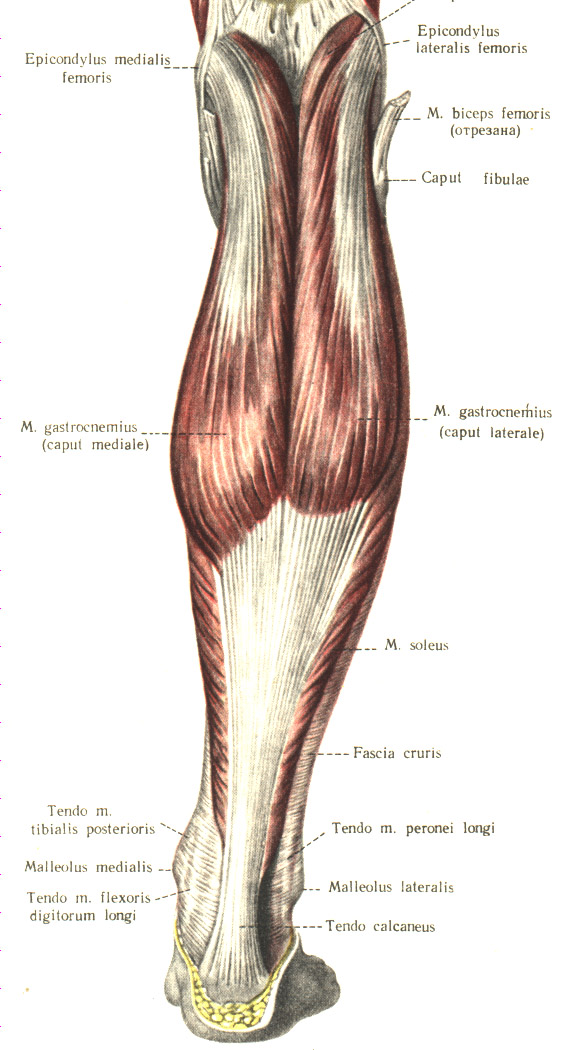 Epicondylus
lateralis femoris
Epicondylus medialis
femoris
M. biceps femoris
(отрезана)
Caput fibulae
M. gastrocnemius
(caput mediale)
M. gastrocnemius
(caput laterale)
M. soleus
Fascia cruris
Tendo m.
tibialis posterioris
Tendo m. peronei longi
Malleolus medialis
Malleolus lateralis
Tendo m. flexoris
digitorum longi
Tendo calcaneus